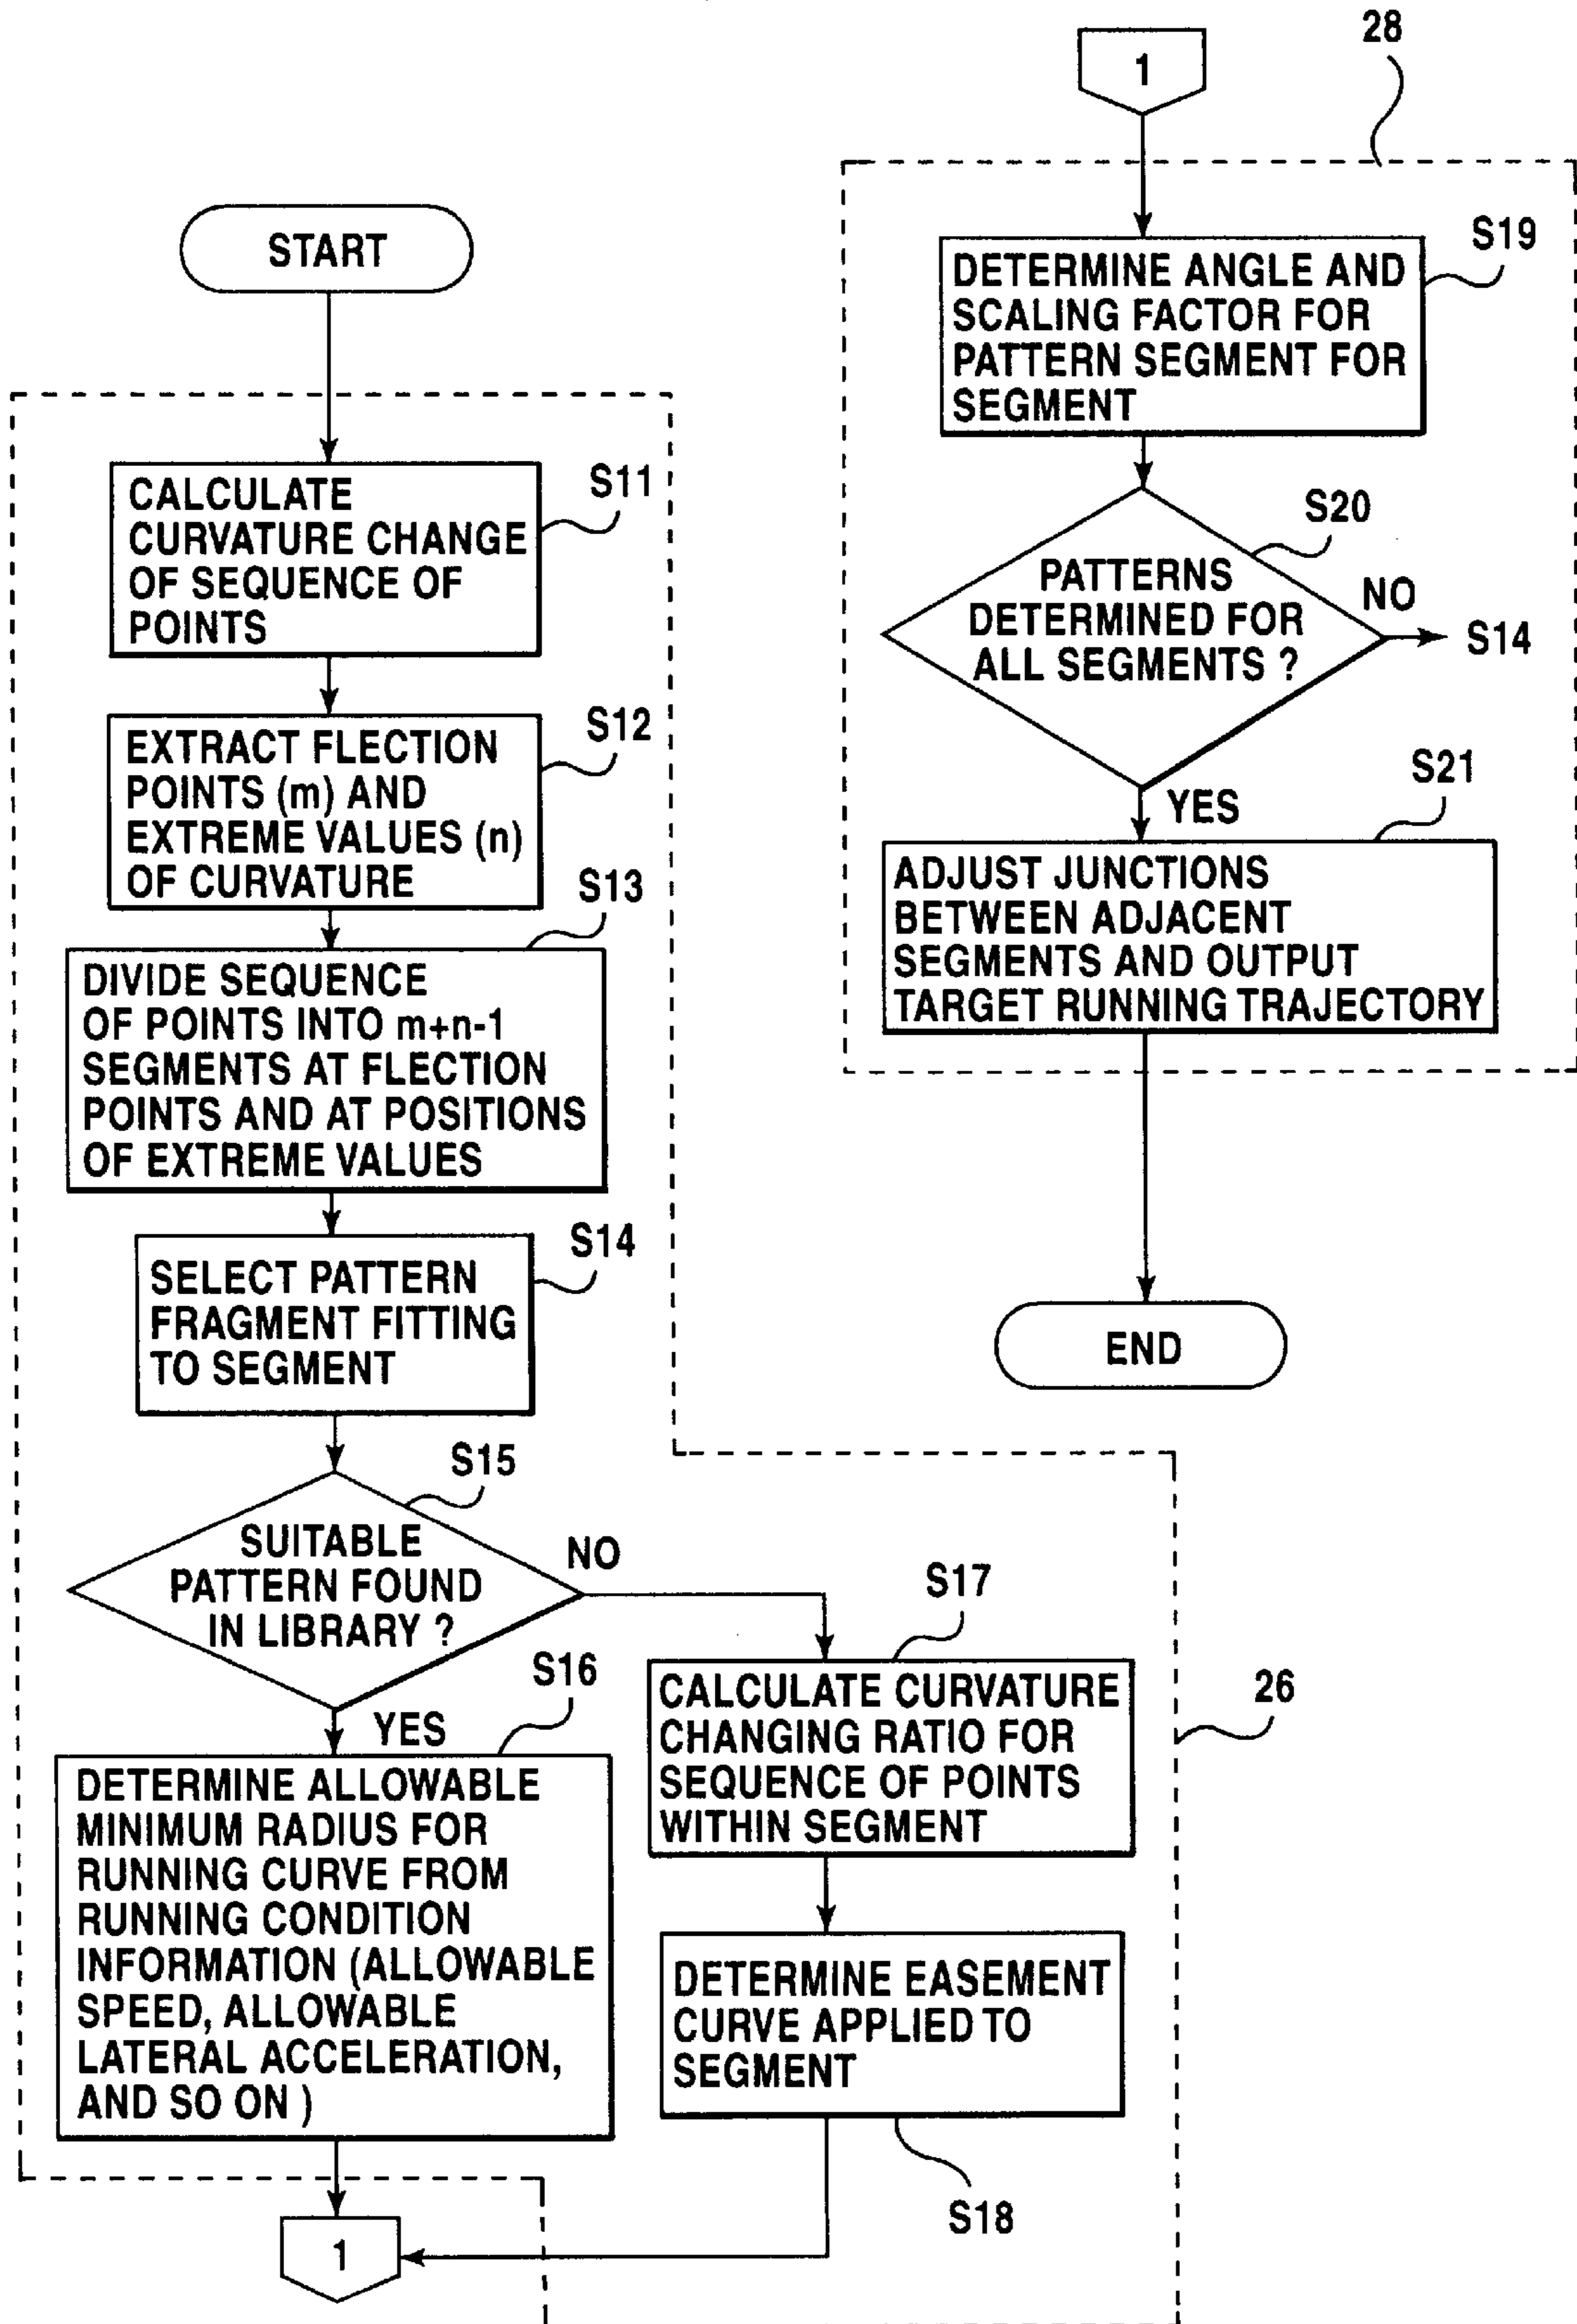 START
CALCULATE
CURVATURE CHANGE
OF SEQUENCE OF
POINTS
S11
EXTRACT FLECTION
POINTS (m) AND
EXTREME VALUES (n)
OF CURVATURE
S12
S13
DIVIDE SEQUENCE
OF POINTS INTO m+n-1
SEGMENTS AT FLECTION
POINTS AND AT POSITIONS
OF EXTREME VALUES
S14
SELECT PATTERN
FRAGMENT FITTING
TO SEGMENT
S15
SUITABLE
PATTERN FOUND
IN LIBRARY ?
NO
YES
S16
DETERMINE ALLOWABLE
MINIMUM RADIUS FOR
RUNNING CURVE FROM
RUNNING CONDITION
INFORMATION (ALLOWABLE
SPEED, ALLOWABLE
LATERAL ACCELERATION,
AND SO ON )
S17
CALCULATE CURVATURE
CHANGING RATIO FOR
SEQUENCE OF POINTS
WITHIN SEGMENT
DETERMINE EASEMENT
CURVE APPLIED TO
SEGMENT
S18
26
1
1
28
S19
DETERMINE ANGLE AND
SCALING FACTOR FOR
PATTERN SEGMENT FOR
SEGMENT
S20
PATTERNS
DETERMINED FOR
ALL SEGMENTS ?
NO
S14
YES
S21
ADJUST JUNCTIONS
BETWEEN ADJACENT
SEGMENTS AND OUTPUT
TARGET RUNNING TRAJECTORY
END